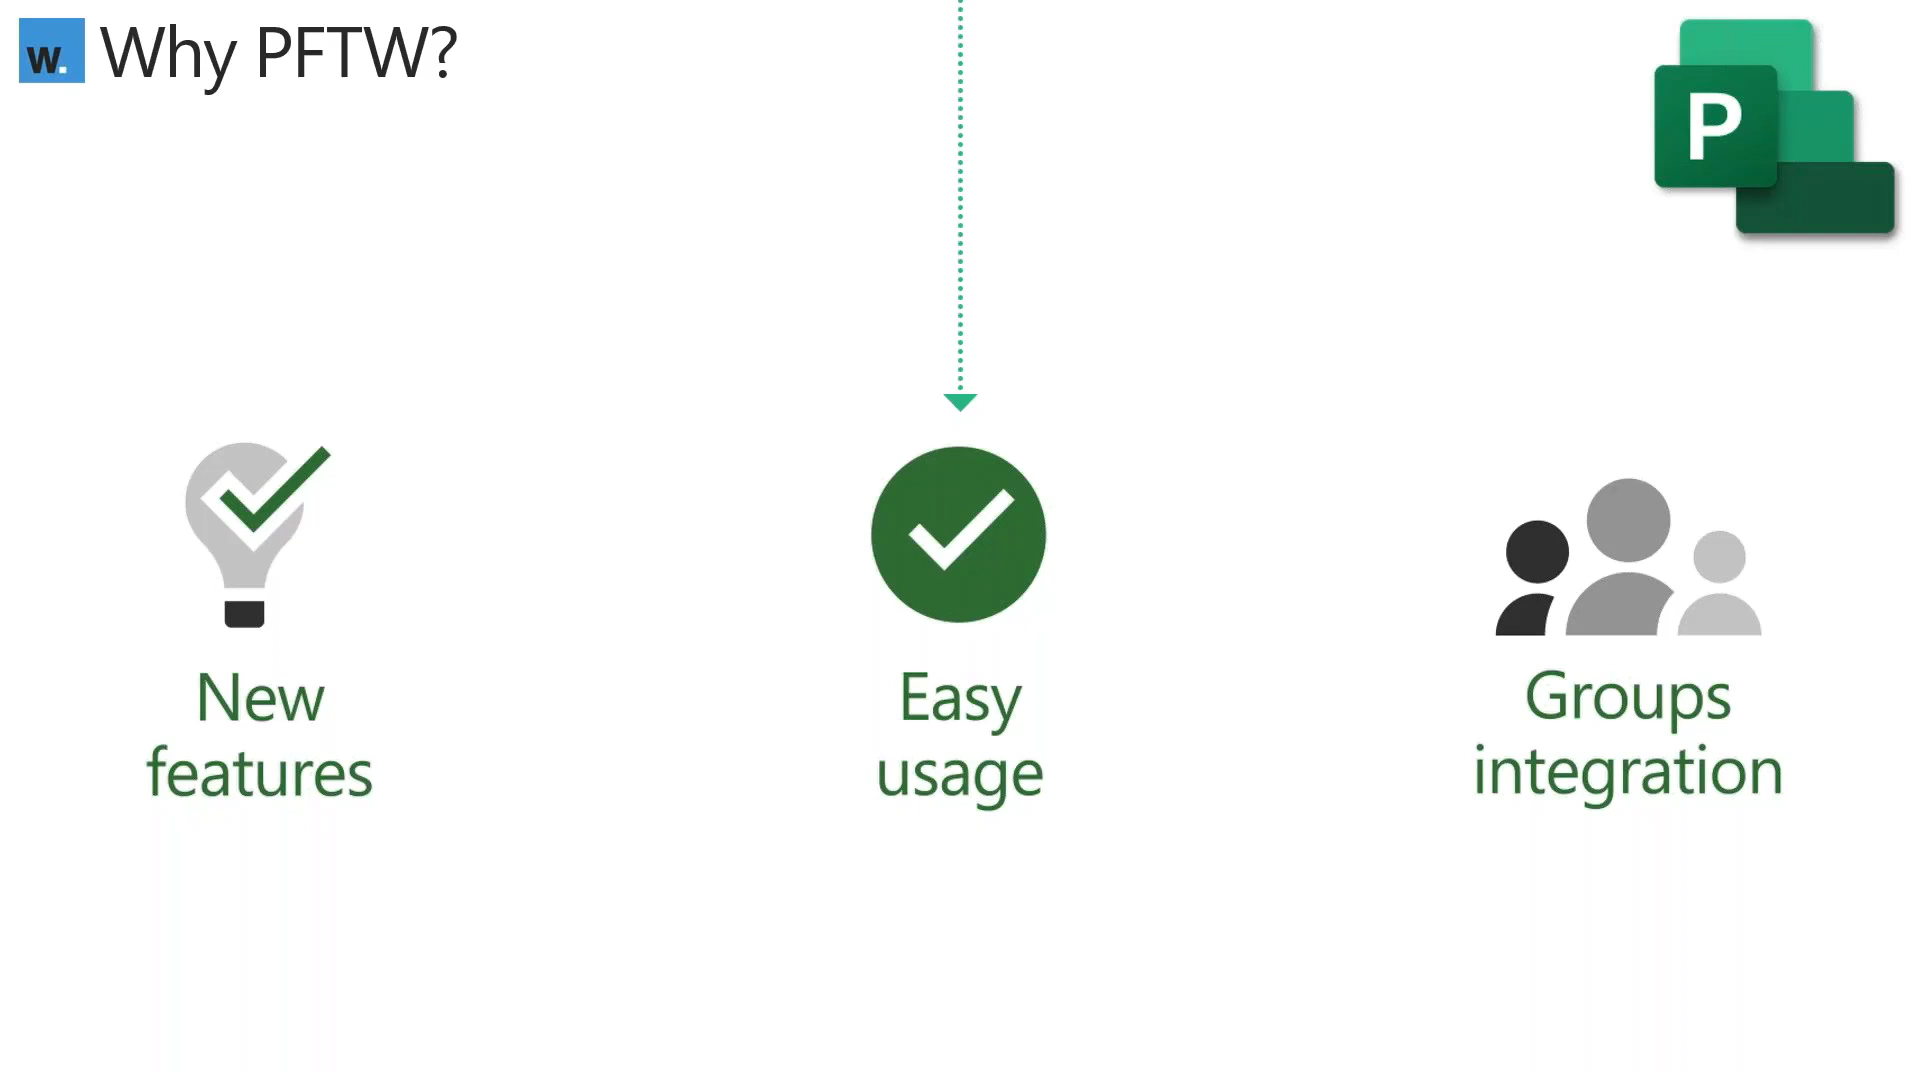 w. Why PFTW?
P
New
features
Easy
usage
Groups
integration